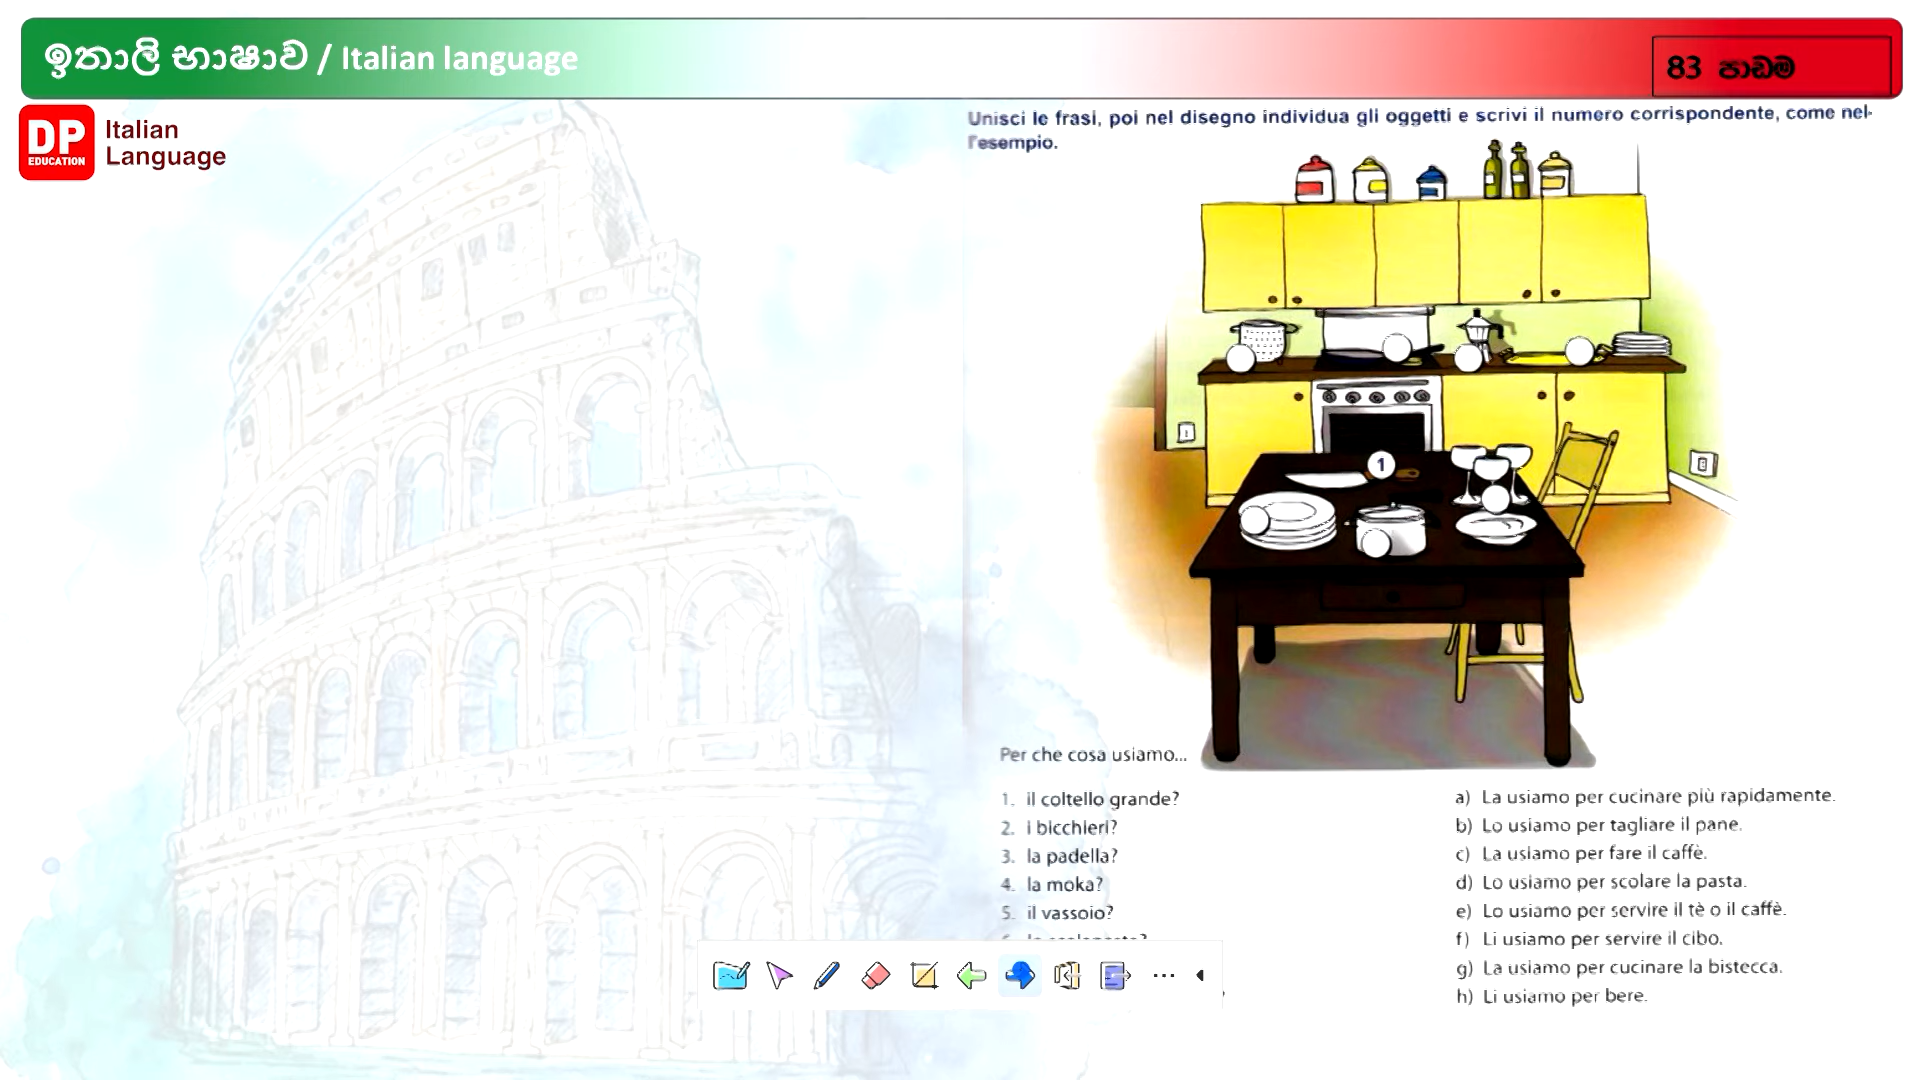 ඉතාලි භාෂාව / Italian language
83 පාඩම
DP
EDUCATION
Italian
Language
Unisci le frasi, poi nel disegno individua gli oggetti e scrivi il numero corrispondente, come nel-
l'esempio.
1
Per che cosa usiamo...
1. il coltello grande?
2. i bicchieri?
3. la padella?
4. la moka?
5. il vassoio?
a) La usiamo per cucinare più rapidamente.
b) Lo usiamo per tagliare il pane.
c) La usiamo per fare il caffè.
d) Lo usiamo per scolare la pasta.
e) Lo usiamo per servire il tè o il caffè.
f) Li usiamo per servire il cibo.
g) La usiamo per cucinare la bistecca.
h) Li usiamo per bere.